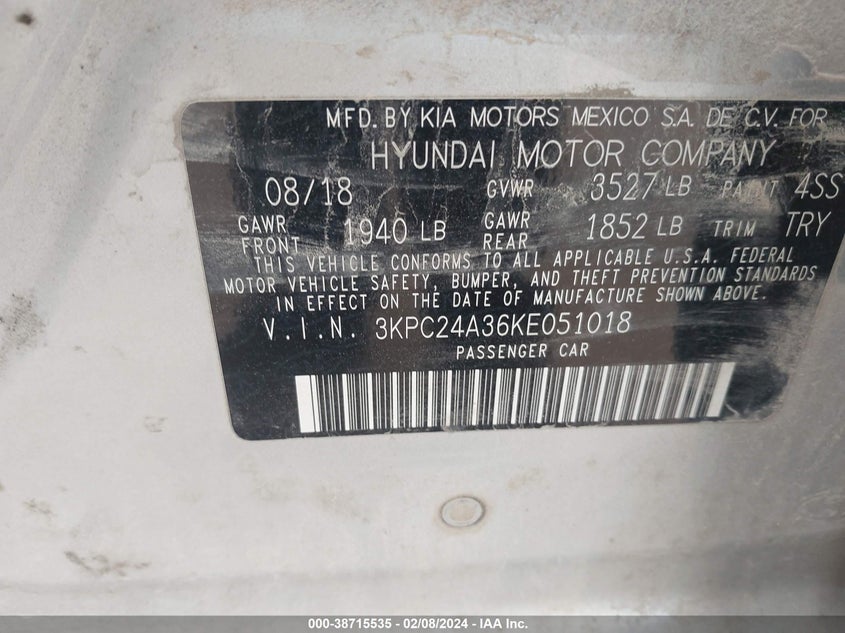 MFD. BY KIA MOTORS MEXICO S.A. DE C.V. FOR
HYUNDAI MOTOR COMPANY
08/18 GVWR 3527 LB PAINT 4SS
GAWR FRONT 1940 LB GAWR REAR 1852 LB TRIM TRY
THIS VEHICLE CONFORMS TO ALL APPLICABLE U.S.A. FEDERAL
MOTOR VEHICLE SAFETY, BUMPER, AND THEFT PREVENTION STANDARDS
IN EFFECT ON THE DATE OF MANUFACTURE SHOWN ABOVE.
V.I.N. 3KPC24A36KE051018
PASSENGER CAR
000-38715535 - 02/08/2024 - IAA Inc.